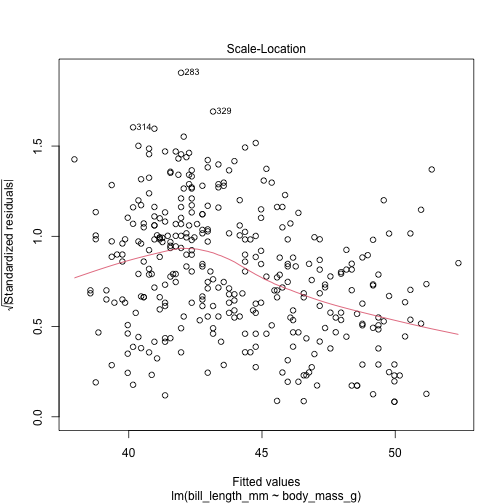 Scale-Location
√|Standardized residuals|
0.0
0.5
1.0
1.5
283
329
314
40
45
50
Fitted values
lm(bill_length_mm ~ body_mass_g)